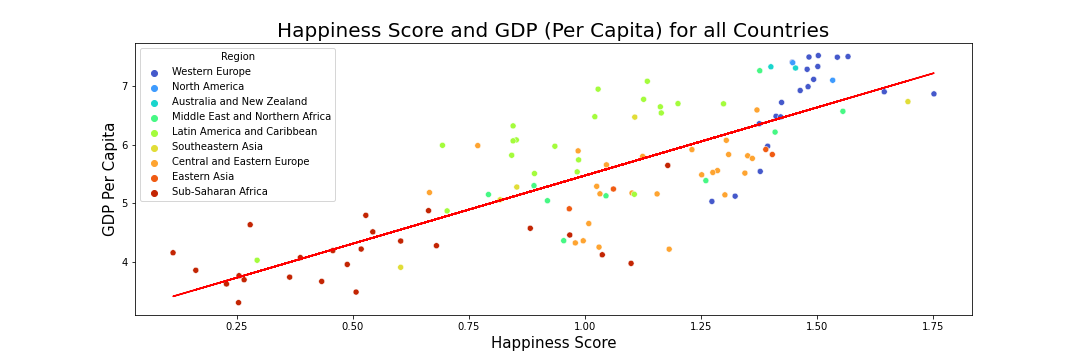 Happiness Score and GDP (Per Capita) for all Countries
Region
Western Europe
North America
Australia and New Zealand
Middle East and Northern Africa
Latin America and Caribbean
Southeastern Asia
Central and Eastern Europe
Eastern Asia
Sub-Saharan Africa
GDP Per Capita
7
6
5
4
0.25 0.50 0.75 1.00 1.25 1.50 1.75
Happiness Score